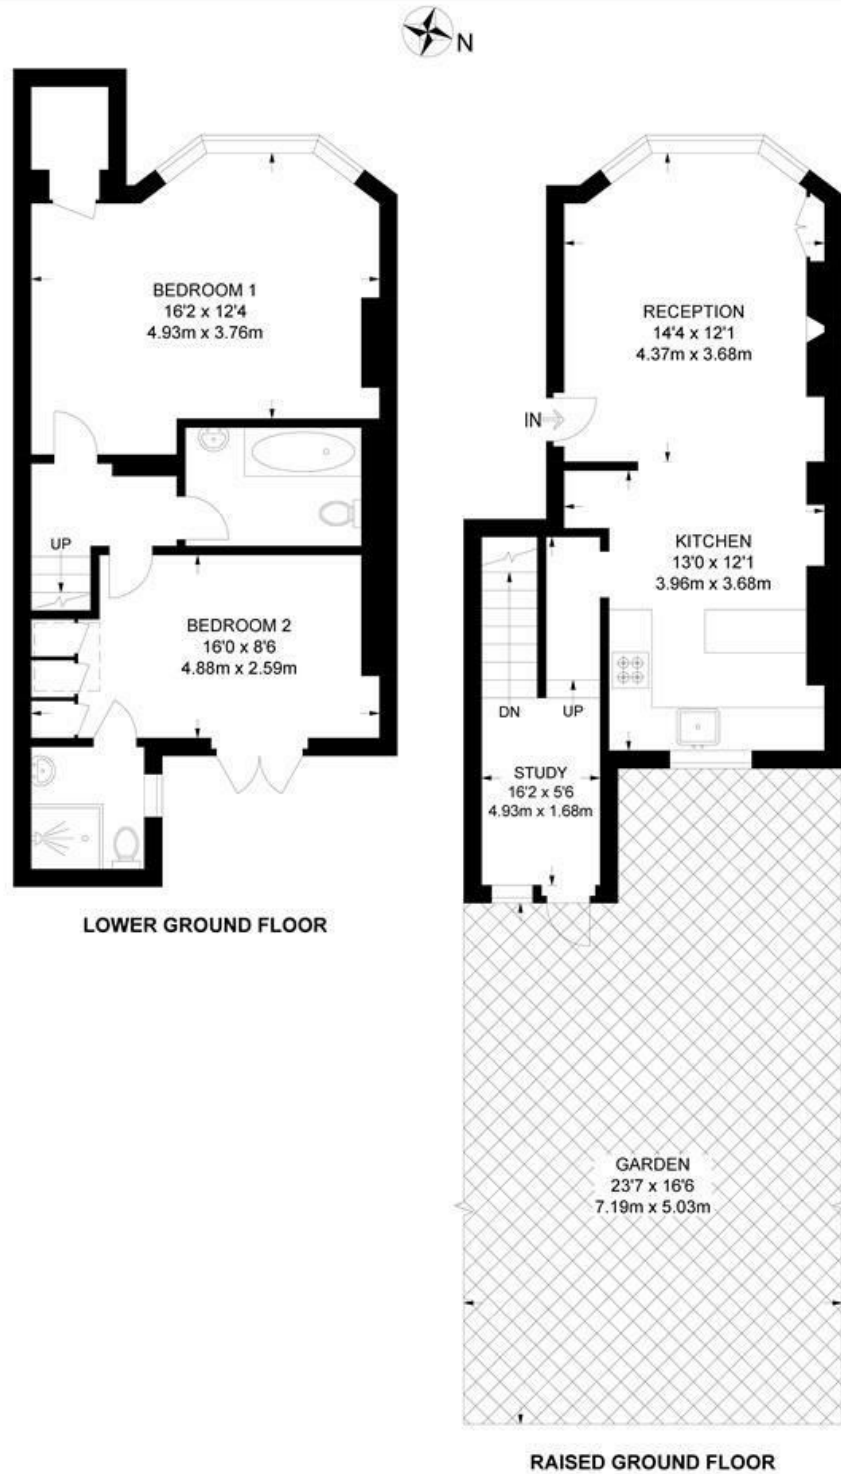 N
BEDROOM 1
16'2 x 12'4
4.93m x 3.76m
UP
BEDROOM 2
16'0 x 8'6
4.88m x 2.59m
LOWER GROUND FLOOR
RECEPTION
14'4 x 12'1
4.37m x 3.68m
IN
KITCHEN
13'0 x 12'1
3.96m x 3.68m
DN
UP
STUDY
16'2 x 5'6
4.93m x 1.68m
GARDEN
23'7 x 16'6
7.19m x 5.03m
RAISED GROUND FLOOR